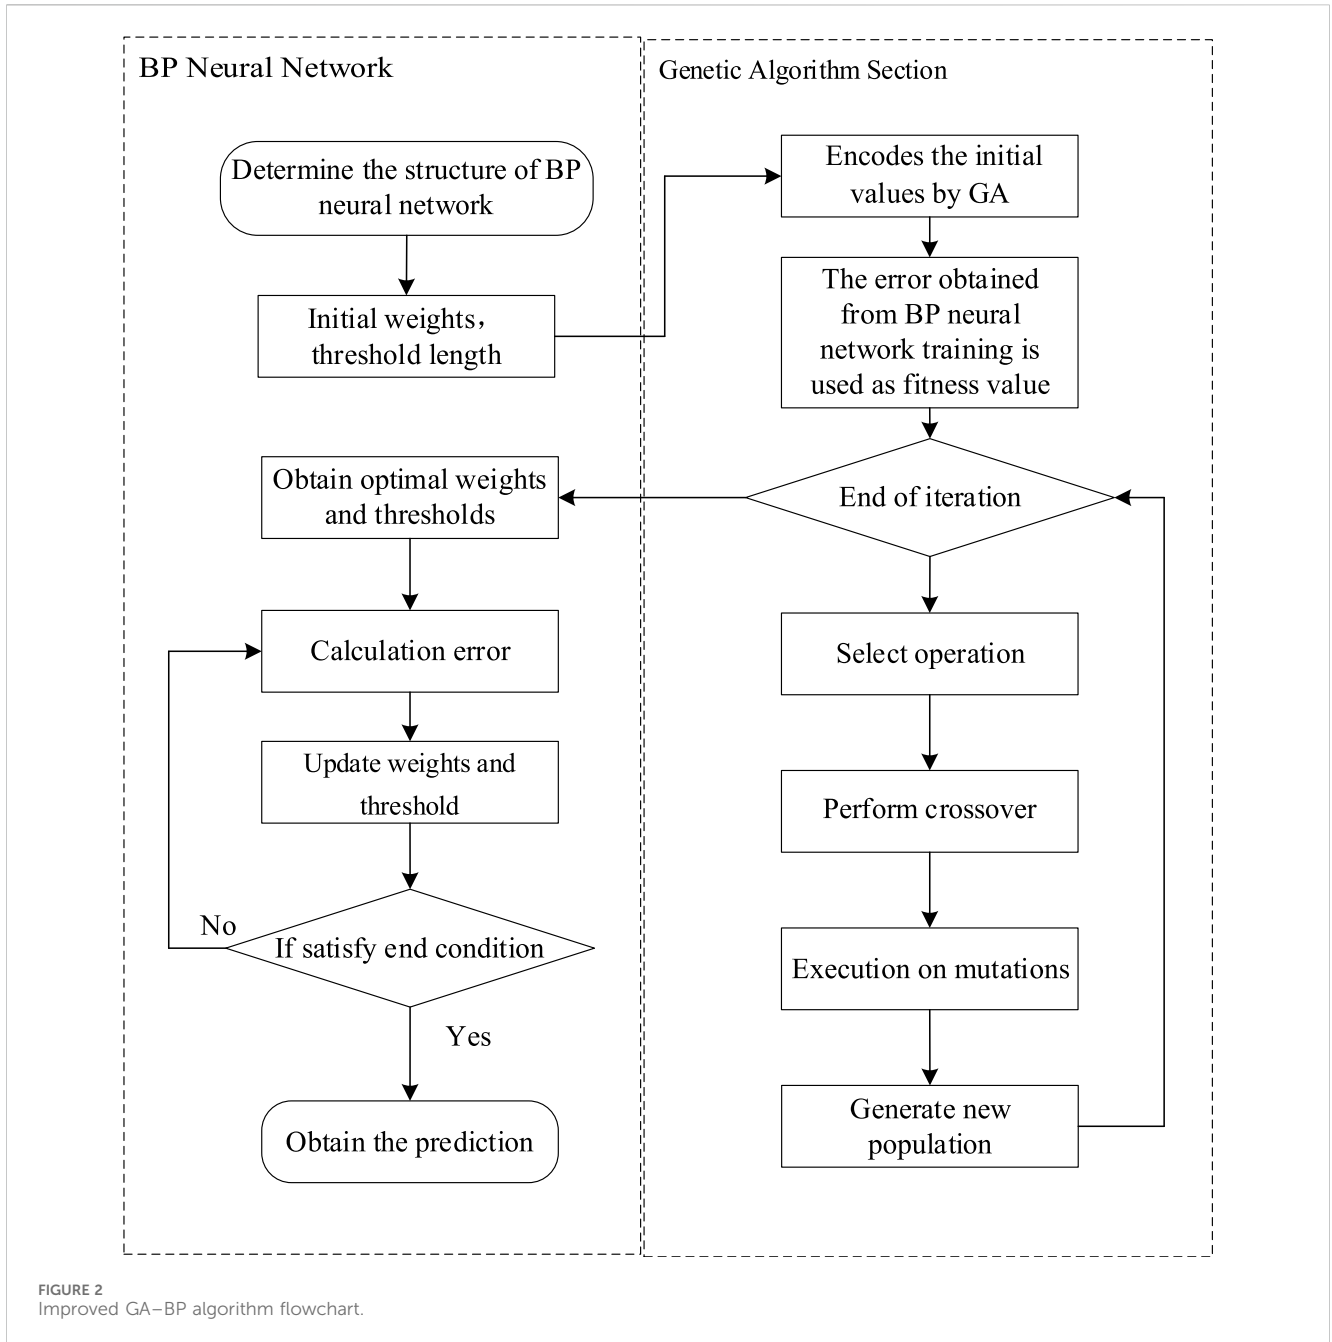 BP Neural Network
Determine the structure of BP
neural network
Initial weights，
threshold length
Obtain optimal weights
and thresholds
Calculation error
Update weights and
threshold
No
If satisfy end condition
Yes
Obtain the prediction
Genetic Algorithm Section
Encodes the initial
values by GA
The error obtained
from BP neural
network training is
used as fitness value
End of iteration
Select operation
Perform crossover
Execution on mutations
Generate new
population
FIGURE 2
Improved GA–BP algorithm flowchart.